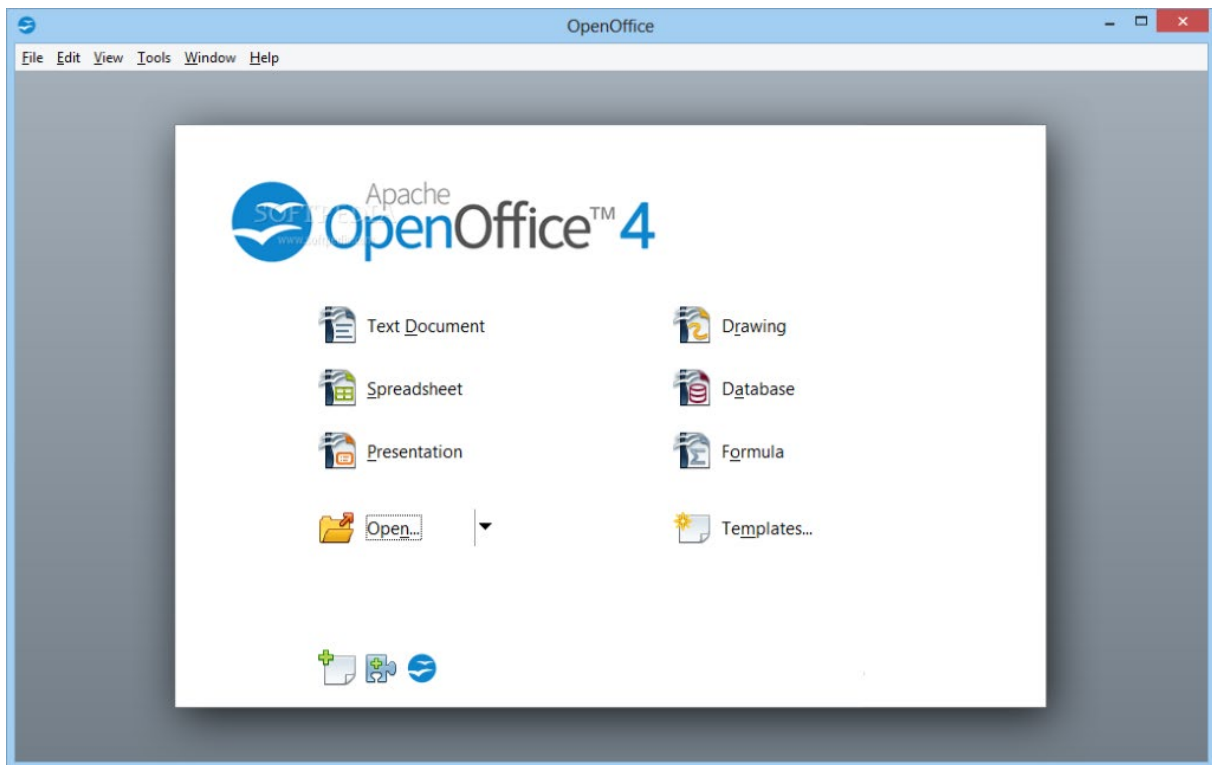 OpenOffice
File Edit View Tools Window Help
Apache
OpenOffice™ 4
SOFTPEDIA
Text Document
Drawing
Spreadsheet
Database
Presentation
Formula
Open...
Templates...